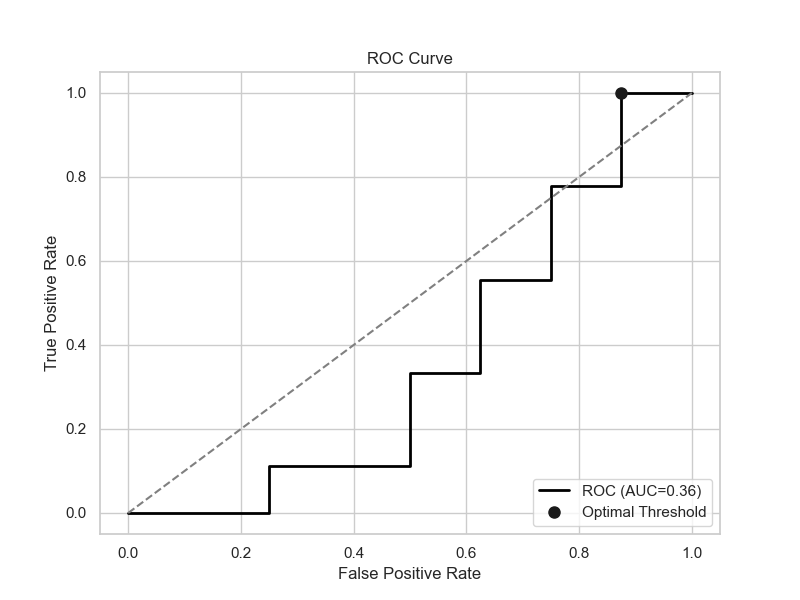 ROC Curve
1.0
0.8
0.6
0.4
0.2
0.0
True Positive Rate
ROC (AUC=0.36)
Optimal Threshold
0.0 0.2 0.4 0.6 0.8 1.0
False Positive Rate